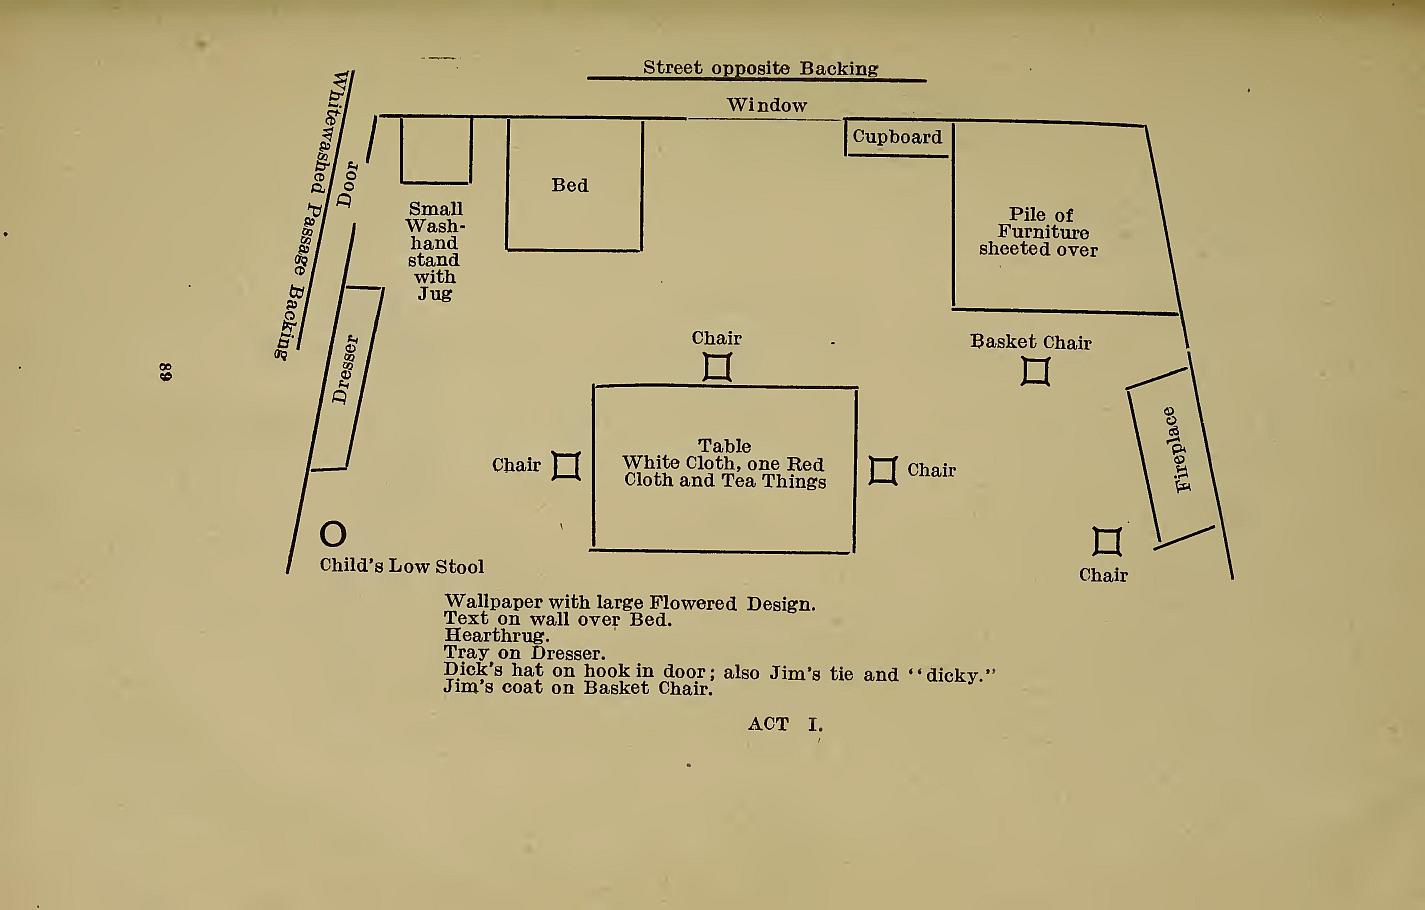 Street opposite Backing
Window
Whitewashed Passage Backing
Door
Cupboard
Bed
Small
Wash-
hand
stand
with
Jug
Pile of
Furniture
sheeted over
Dresser
Chair
Basket Chair
89
Chair
Table
White Cloth, one Red
Cloth and Tea Things
Chair
Fireplace
Child's Low Stool
Chair
Wallpaper with large Flowered Design.
Text on wall over Bed.
Hearthrug.
Tray on Dresser.
Dick's hat on hook in door; also Jim's tie and "dicky."
Jim's coat on Basket Chair.
ACT I.